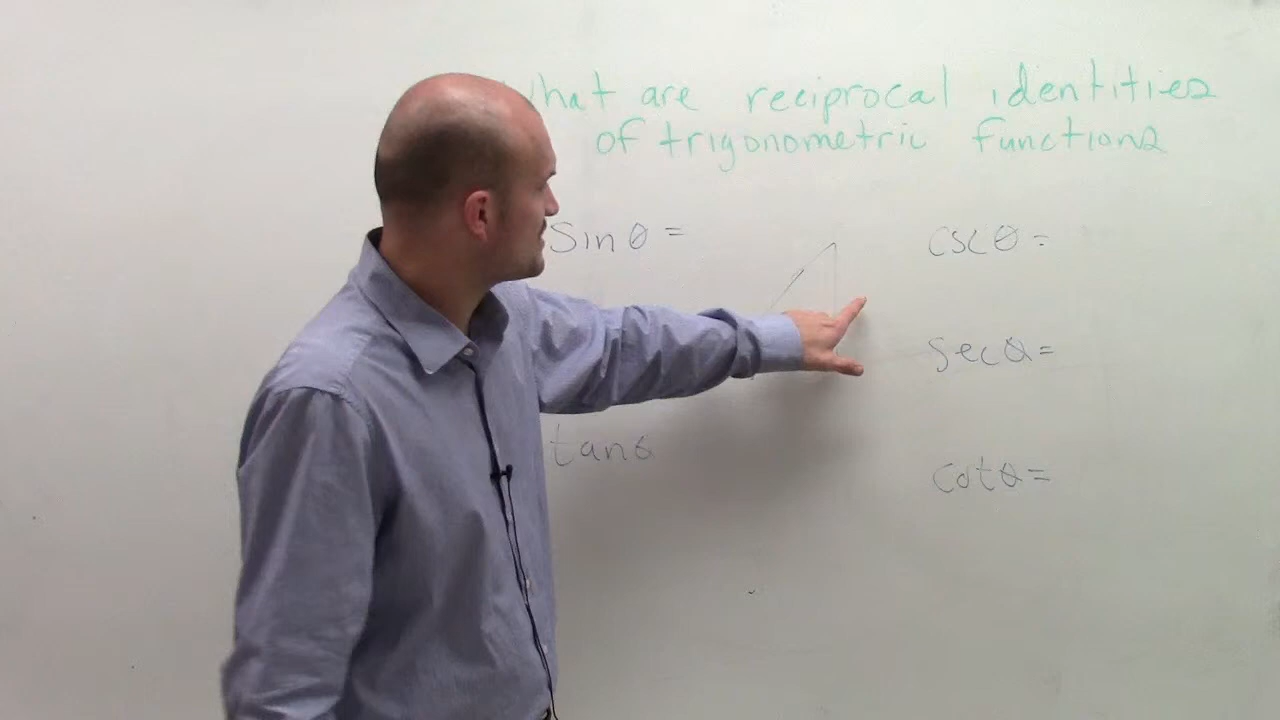 hat are reciprocal identities
of trigonometric functions
sin θ =
csc θ =
sec θ =
tan θ
cot θ =